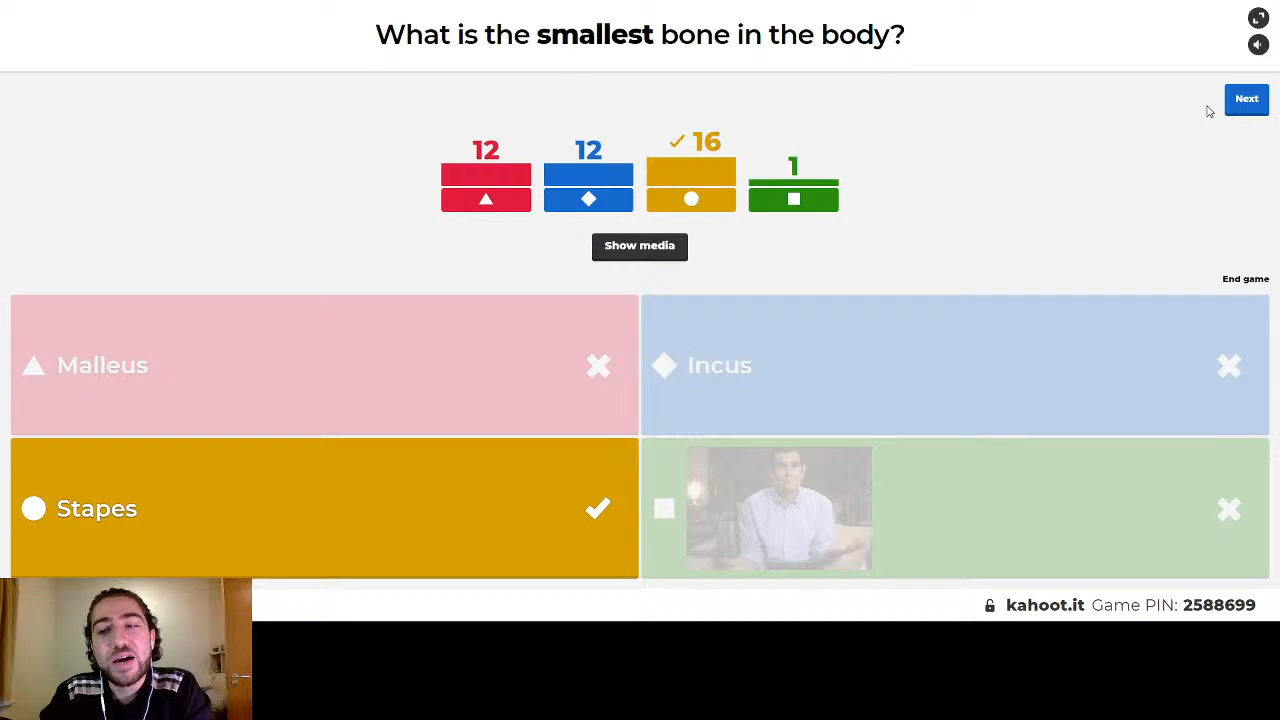 What is the smallest bone in the body?
Next
12
12
16
1
Show media
End game
Malleus
Incus
Stapes
kahoot.it Game PIN: 2588699